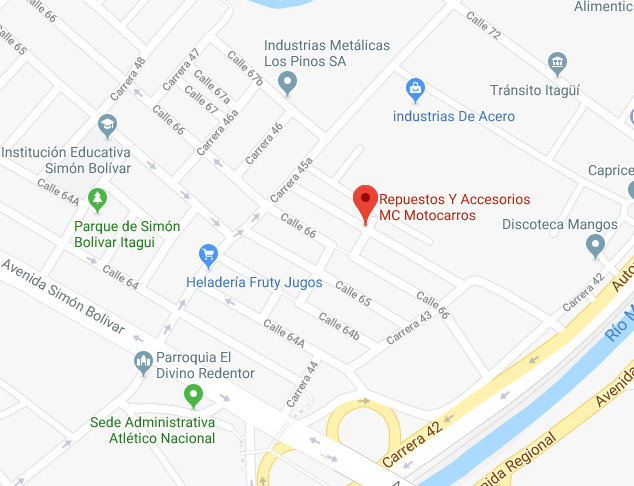 Alimentic
Calle 66
Calle 65
Carrera 47
Carrera 48
Calle 72
Industrias Metálicas
Los Pinos SA
Calle 67b
Calle 67a
Calle 67
Tránsito Itagüí
industrias De Acero
Carrera 46a
Carrera 46
Calle 66
Institución Educativa
Simón Bolívar
Carrera 45a
Caprice
Calle 64A
Repuestos Y Accesorios
MC Motocarros
Parque de Simón
Bolivar Itagui
Calle 66
Discoteca Mangos
Calle 64
Heladería Fruty Jugos
Calle 65
Calle 66
Carrera 42
Auto
Avenida Simón Bolívar
Calle 64A
Calle 64b
Carrera 43
Río M
Parroquia El
Divino Redentor
Carrera 44
Avenida
Sede Administrativa
Atlético Nacional
Carrera 42
nida Regional
A